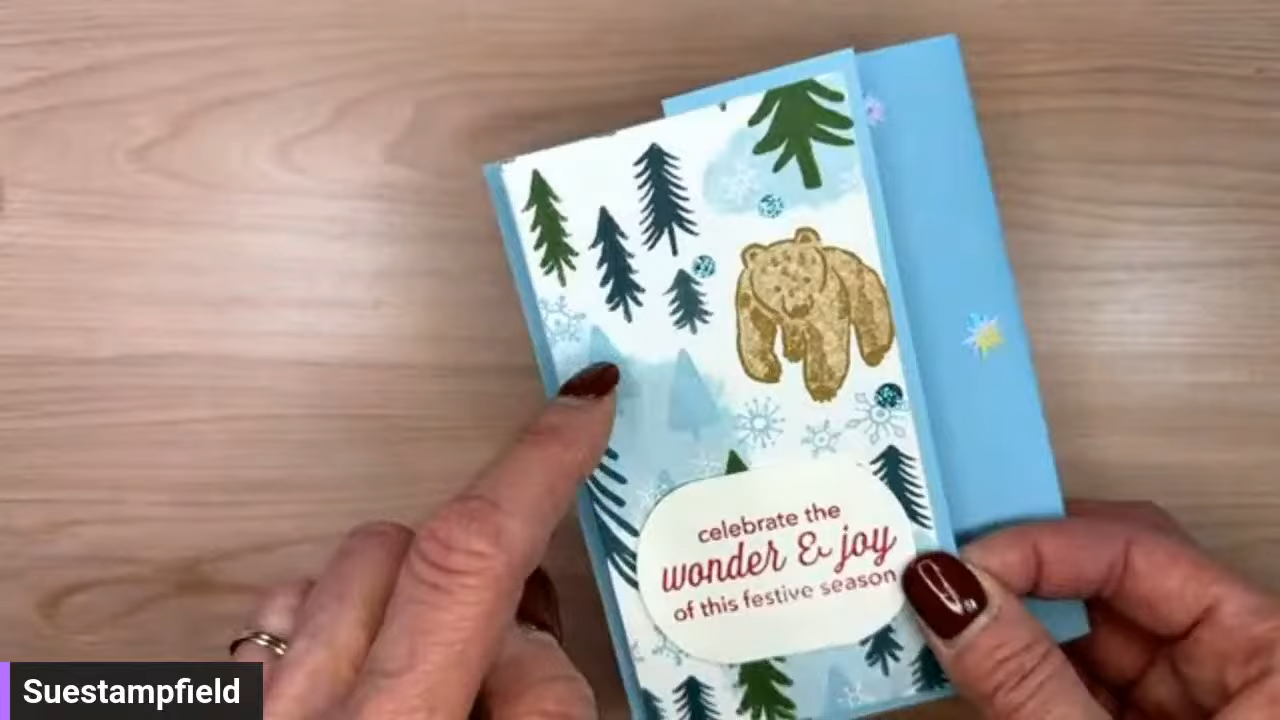 celebrate the
wonder & joy
of this festive season
Suestampfield